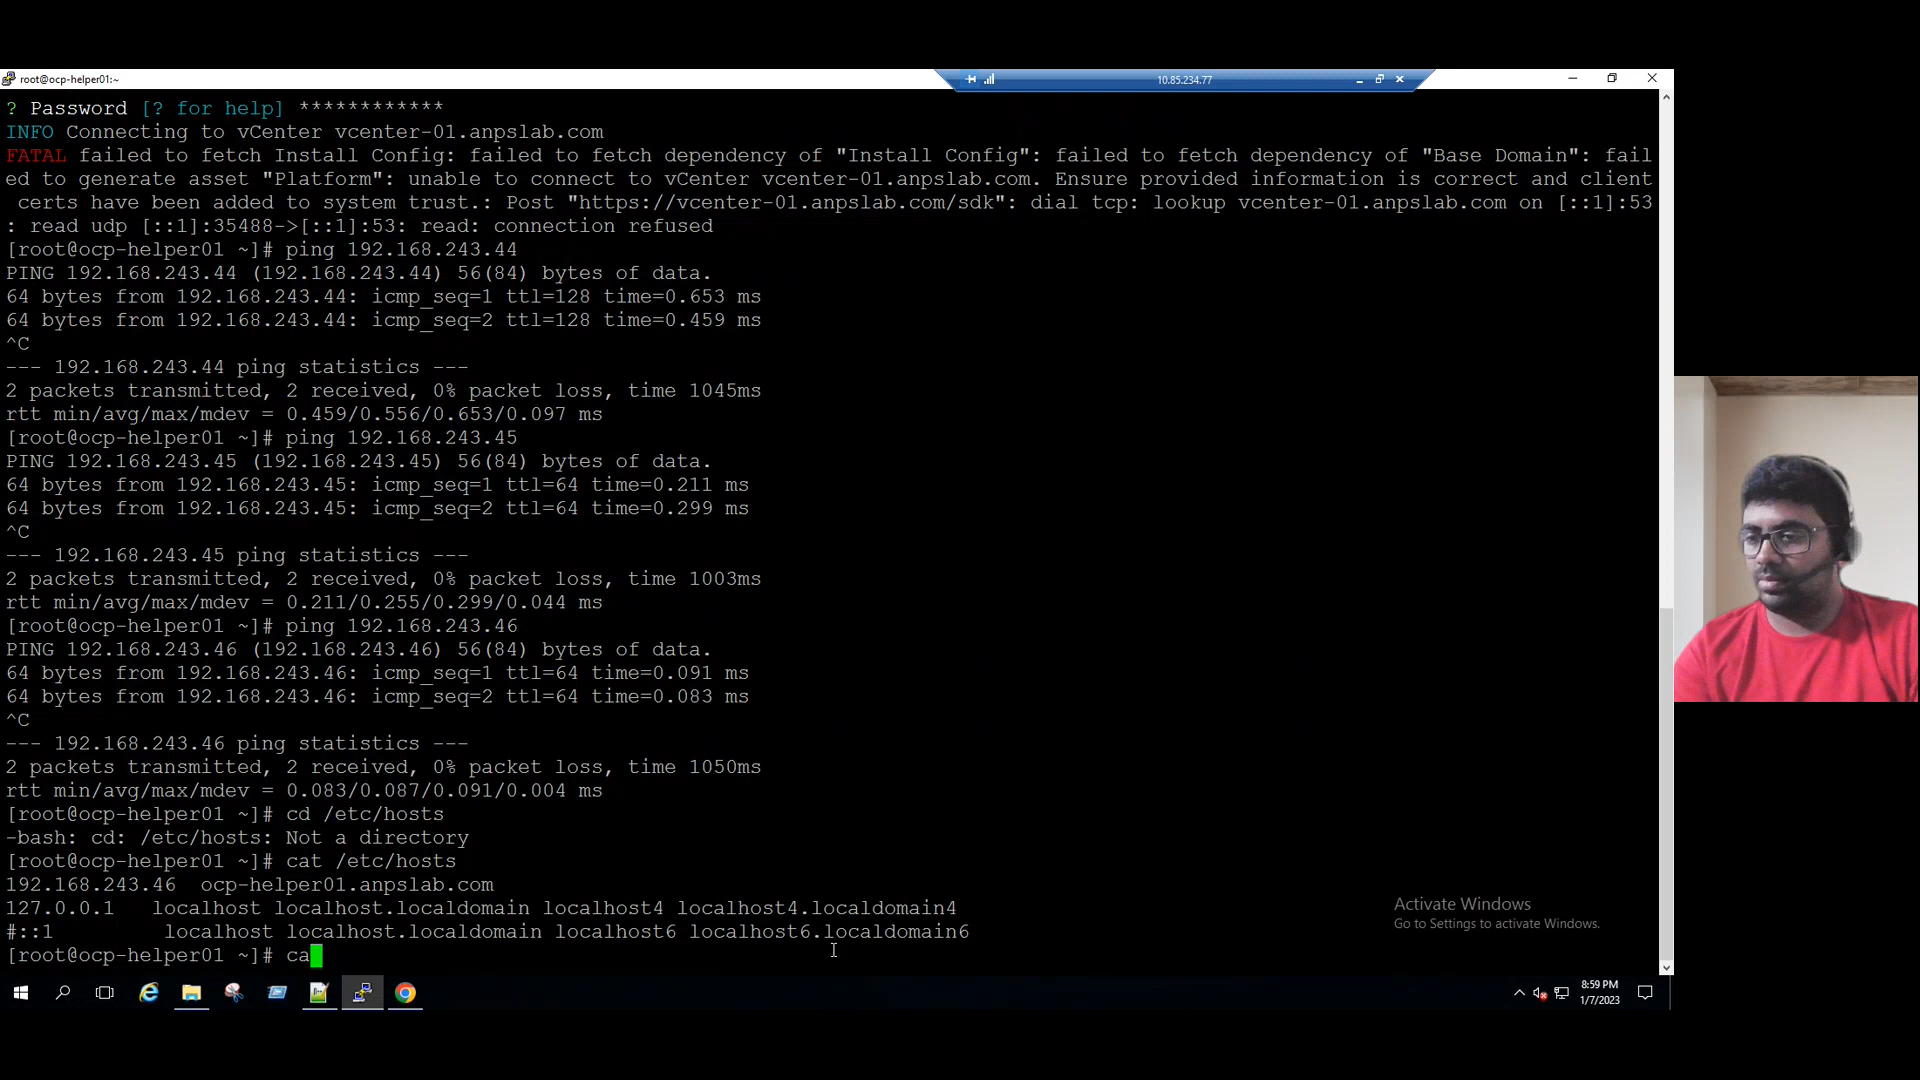 root@ocp-helper01:~
10.85.234.77
? Password [? for help] ************
INFO Connecting to vCenter vcenter-01.anpslab.com
FATAL failed to fetch Install Config: failed to fetch dependency of "Install Config": failed to fetch dependency of "Base Domain": fail
ed to generate asset "Platform": unable to connect to vCenter vcenter-01.anpslab.com. Ensure provided information is correct and client
certs have been added to system trust.: Post "https://vcenter-01.anpslab.com/sdk": dial tcp: lookup vcenter-01.anpslab.com on [::1]:53
: read udp [::1]:35488->[::1]:53: read: connection refused
[root@ocp-helper01 ~]# ping 192.168.243.44
PING 192.168.243.44 (192.168.243.44) 56(84) bytes of data.
64 bytes from 192.168.243.44: icmp_seq=1 ttl=128 time=0.653 ms
64 bytes from 192.168.243.44: icmp_seq=2 ttl=128 time=0.459 ms
^C
--- 192.168.243.44 ping statistics ---
2 packets transmitted, 2 received, 0% packet loss, time 1045ms
rtt min/avg/max/mdev = 0.459/0.556/0.653/0.097 ms
[root@ocp-helper01 ~]# ping 192.168.243.45
PING 192.168.243.45 (192.168.243.45) 56(84) bytes of data.
64 bytes from 192.168.243.45: icmp_seq=1 ttl=64 time=0.211 ms
64 bytes from 192.168.243.45: icmp_seq=2 ttl=64 time=0.299 ms
^C
--- 192.168.243.45 ping statistics ---
2 packets transmitted, 2 received, 0% packet loss, time 1003ms
rtt min/avg/max/mdev = 0.211/0.255/0.299/0.044 ms
[root@ocp-helper01 ~]# ping 192.168.243.46
PING 192.168.243.46 (192.168.243.46) 56(84) bytes of data.
64 bytes from 192.168.243.46: icmp_seq=1 ttl=64 time=0.091 ms
64 bytes from 192.168.243.46: icmp_seq=2 ttl=64 time=0.083 ms
^C
--- 192.168.243.46 ping statistics ---
2 packets transmitted, 2 received, 0% packet loss, time 1050ms
rtt min/avg/max/mdev = 0.083/0.087/0.091/0.004 ms
[root@ocp-helper01 ~]# cd /etc/hosts
-bash: cd: /etc/hosts: Not a directory
[root@ocp-helper01 ~]# cat /etc/hosts
192.168.243.46  ocp-helper01.anpslab.com
127.0.0.1   localhost localhost.localdomain localhost4 localhost4.localdomain4
#::1         localhost localhost.localdomain localhost6 localhost6.localdomain6
[root@ocp-helper01 ~]# ca
Activate Windows
Go to Settings to activate Windows.
8:59 PM
1/7/2023